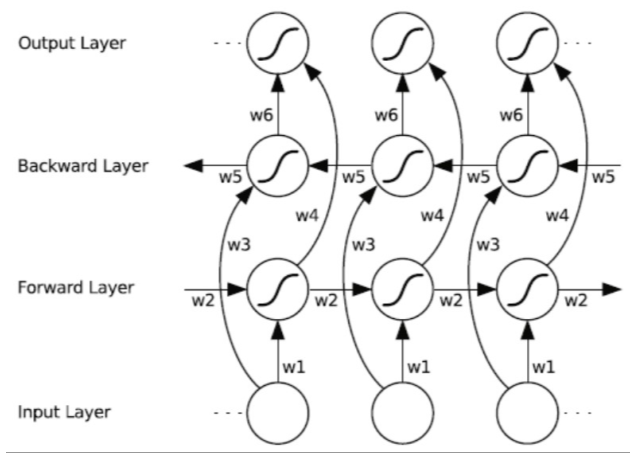 Output Layer
w6 w6 w6
Backward Layer
w5 w5 w5 w5
w4 w4 w4
w3 w3 w3
Forward Layer
w2 w2 w2 w2
w1 w1 w1
Input Layer